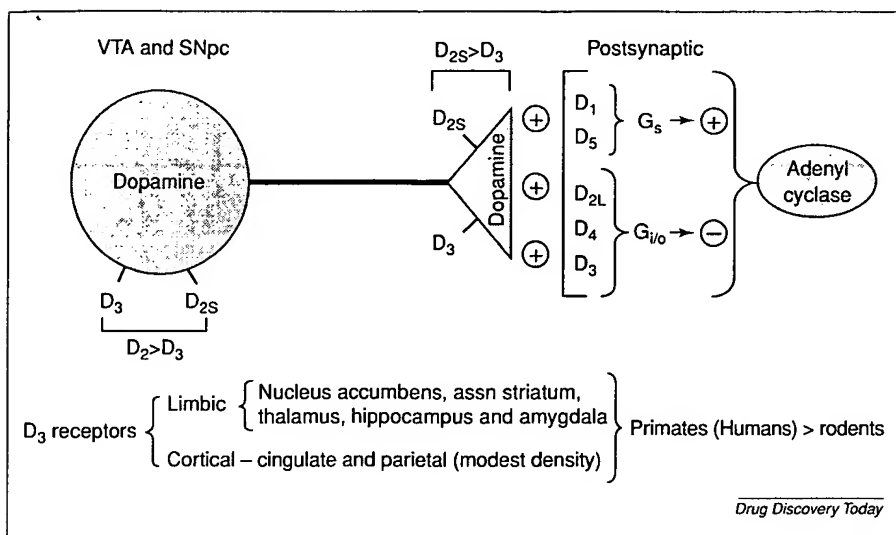 VTA and SNpc
Dopamine
D3
D2S
D2>D3
D2S>D3
D2S
D3
Dopamine
+
+
+
Postsynaptic
D1
D5
Gs → +
D2L
D4
D3
Gi/o → −
Adenyl
cyclase
D3 receptors
Limbic
Nucleus accumbens, assn striatum,
thalamus, hippocampus and amygdala
Cortical – cingulate and parietal (modest density)
Primates (Humans) > rodents
Drug Discovery Today